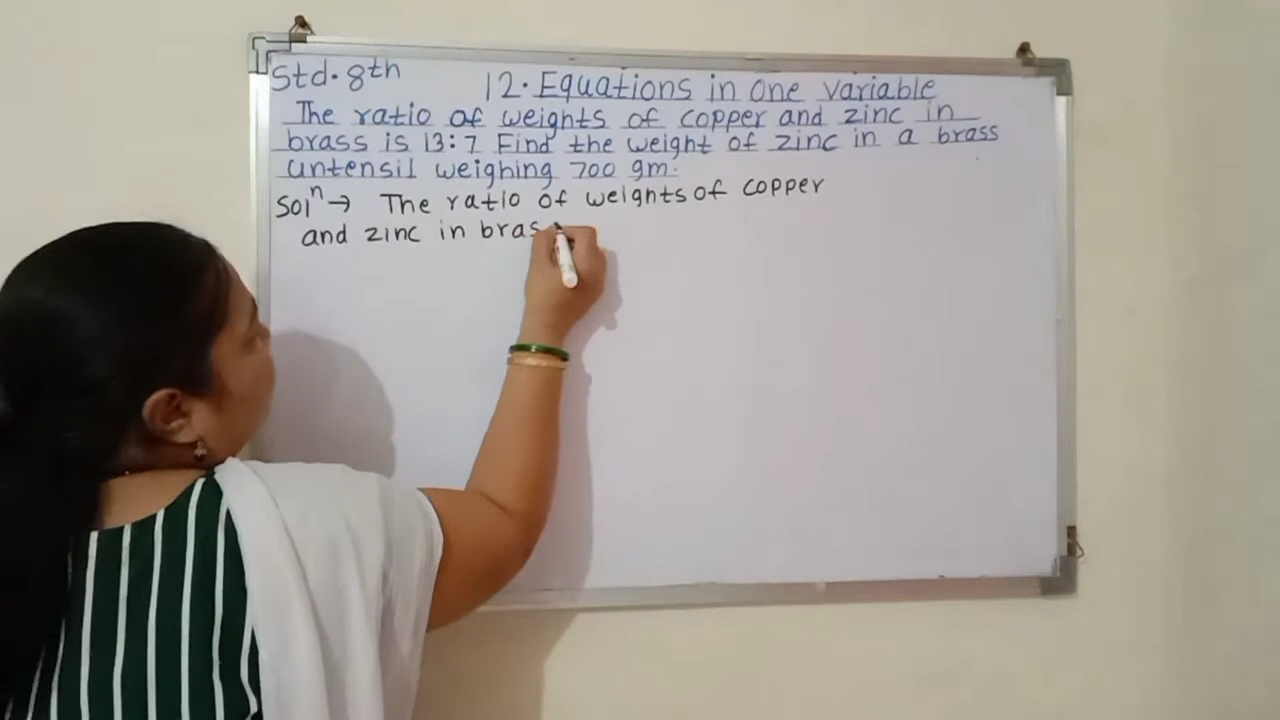 Std. 8th
12. Equations in one variable
The ratio of weights of copper and zinc in
brass is 13:7 Find the weight of zinc in a brass
untensil weighing 700 gm.
Solⁿ → The ratio of weights of copper
and zinc in bras